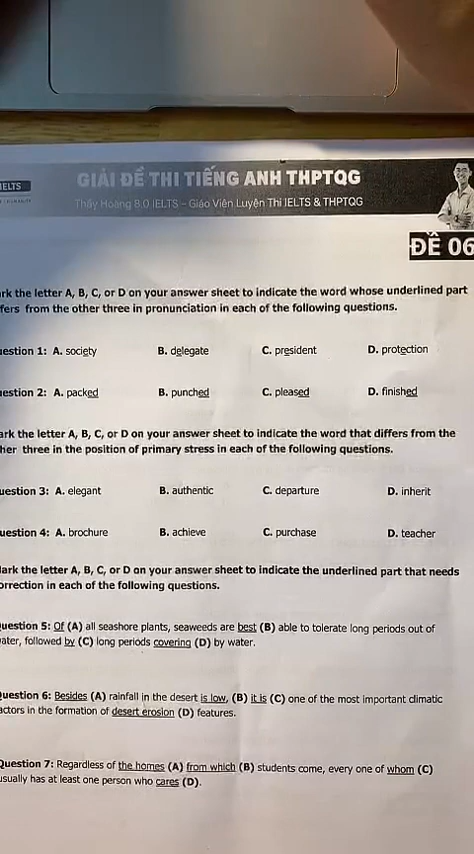 IELTS
GIẢI ĐỀ THI TIẾNG ANH THPTQG
Thầy Hoàng 8.0 IELTS - Giáo Viên Luyện Thi IELTS & THPTQG
ĐỀ 06
rk the letter A, B, C, or D on your answer sheet to indicate the word whose underlined part
fers from the other three in pronunciation in each of the following questions.
estion 1: A. society B. delegate C. president D. protection
estion 2: A. packed B. punched C. pleased D. finished
ark the letter A, B, C, or D on your answer sheet to indicate the word that differs from the
her three in the position of primary stress in each of the following questions.
uestion 3: A. elegant B. authentic C. departure D. inherit
uestion 4: A. brochure B. achieve C. purchase D. teacher
lark the letter A, B, C, or D on your answer sheet to indicate the underlined part that needs
orrection in each of the following questions.
uestion 5: Of (A) all seashore plants, seaweeds are best (B) able to tolerate long periods out of
ater, followed by (C) long periods covering (D) by water.
Question 6: Besides (A) rainfall in the desert is low, (B) it is (C) one of the most important climatic
actors in the formation of desert erosion (D) features.
Question 7: Regardless of the homes (A) from which (B) students come, every one of whom (C)
usually has at least one person who cares (D).